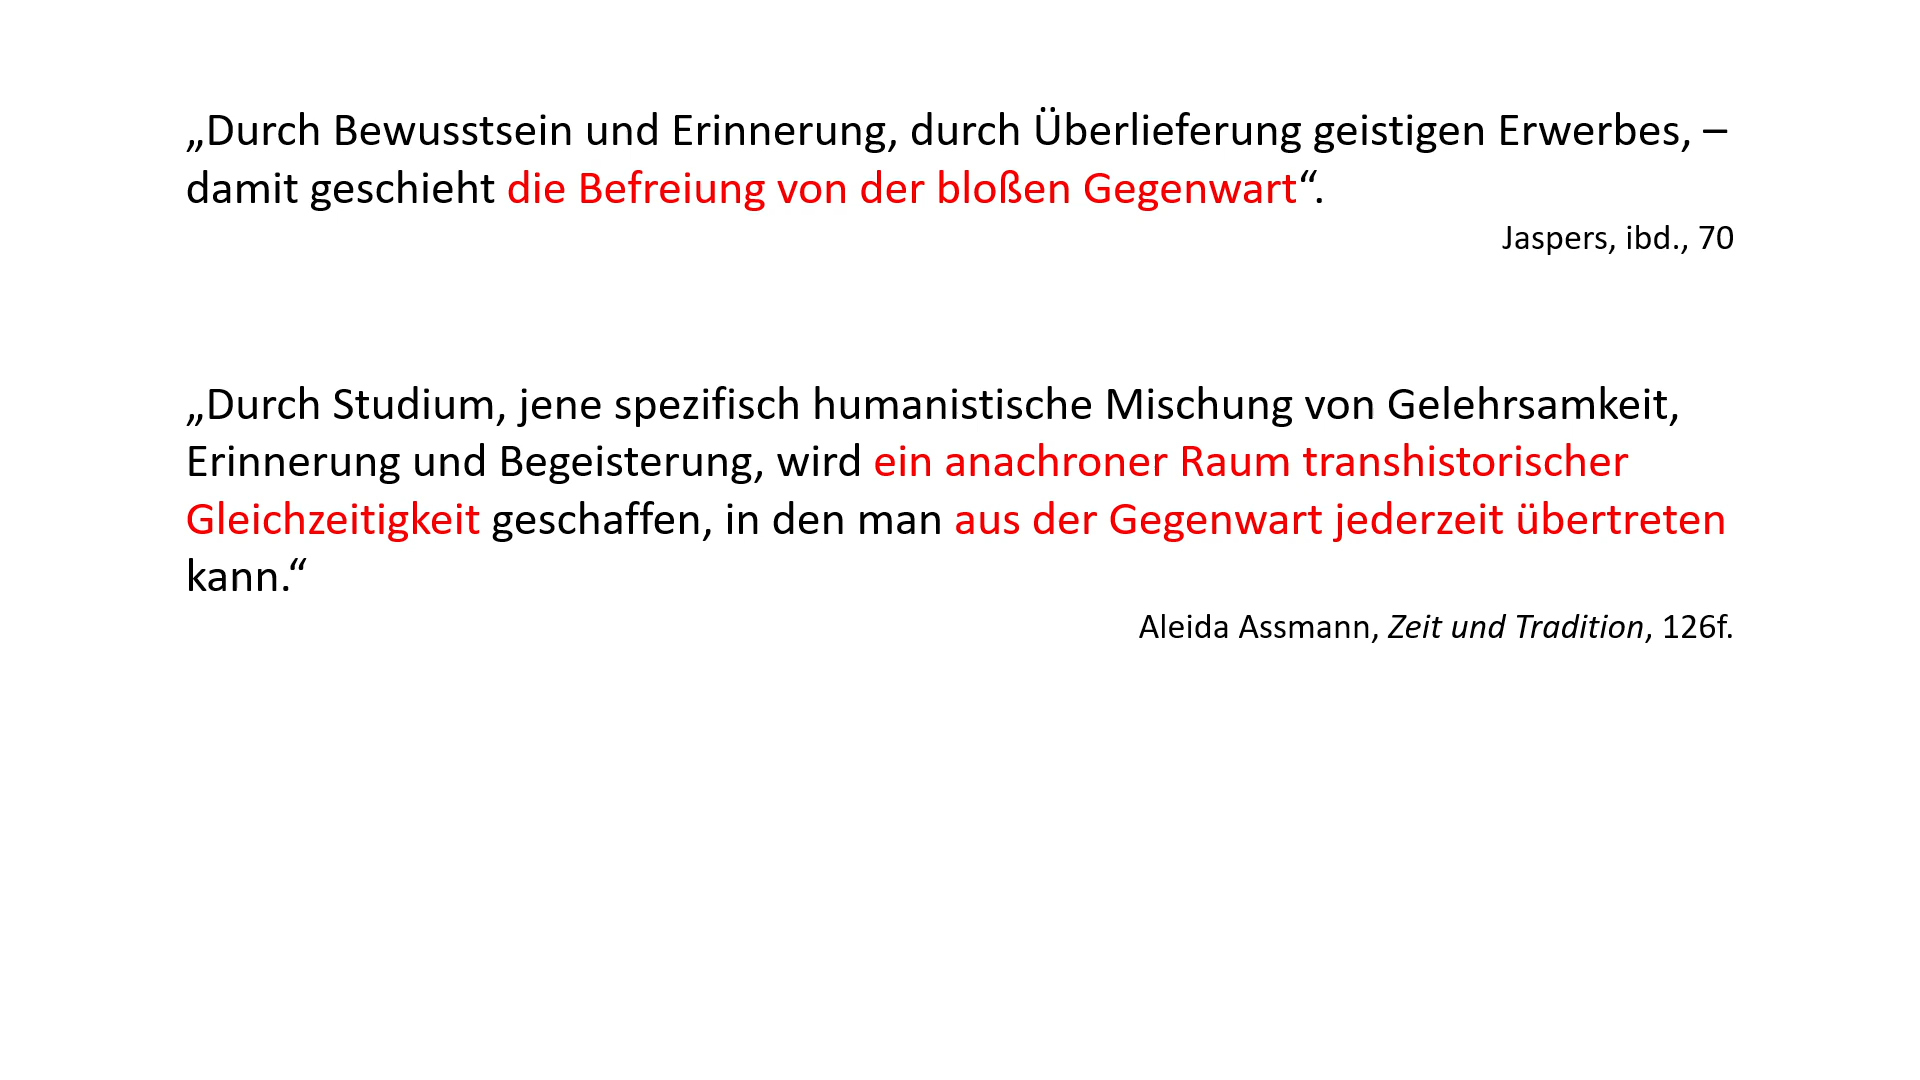 „Durch Bewusstsein und Erinnerung, durch Überlieferung geistigen Erwerbes, –
damit geschieht die Befreiung von der bloßen Gegenwart“.
Jaspers, ibd., 70
„Durch Studium, jene spezifisch humanistische Mischung von Gelehrsamkeit,
Erinnerung und Begeisterung, wird ein anachroner Raum transhistorischer
Gleichzeitigkeit geschaffen, in den man aus der Gegenwart jederzeit übertreten
kann.“
Aleida Assmann, Zeit und Tradition, 126f.